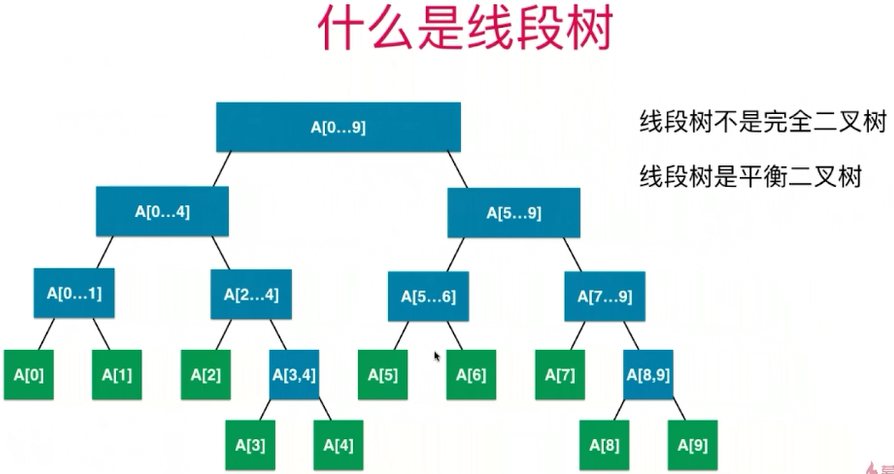 什么是线段树
A[0...9]
线段树不是完全二叉树
线段树是平衡二叉树
A[0...4]
A[5...9]
A[0...1]
A[2...4]
A[5...6]
A[7...9]
A[0]
A[1]
A[2]
A[3,4]
A[5]
A[6]
A[7]
A[8,9]
A[3]
A[4]
A[8]
A[9]